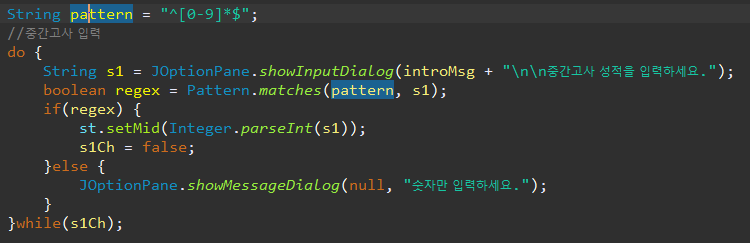 String pattern = "^[0-9]*$";
//중간고사 입력
do {
String s1 = JOptionPane.showInputDialog(introMsg + "\n\n중간고사 성적을 입력하세요.");
boolean regex = Pattern.matches(pattern, s1);
if(regex) {
st.setMid(Integer.parseInt(s1));
s1Ch = false;
}else {
JOptionPane.showMessageDialog(null, "숫자만 입력하세요.");
}
}while(s1Ch);